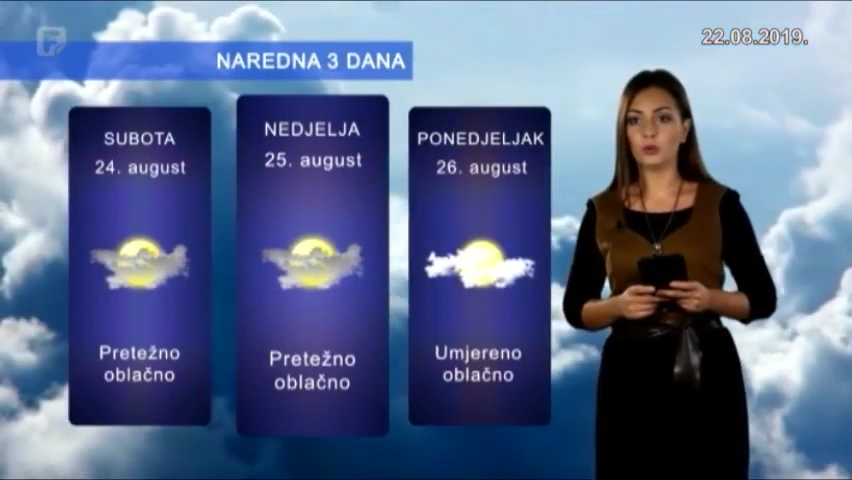 22.08.2019.
NAREDNA 3 DANA
SUBOTA
24. august
Pretežno
oblačno
NEDJELJA
25. august
Pretežno
oblačno
PONEDJELJAK
26. august
Umjereno
oblačno